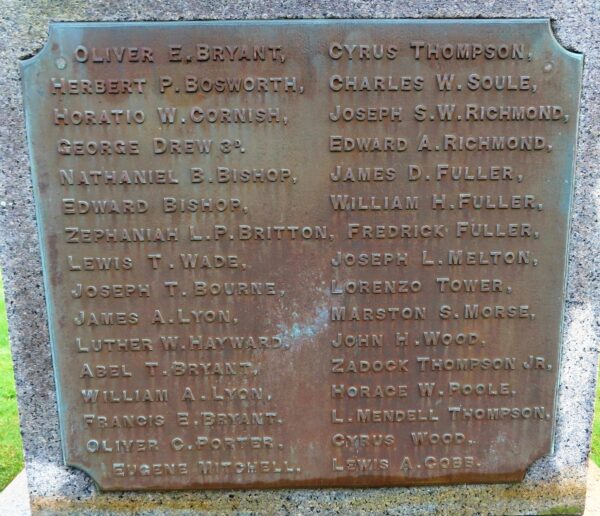 OLIVER E. BRYANT, CYRUS THOMPSON,
HERBERT P. BOSWORTH, CHARLES W. SOULE,
HORATIO W. CORNISH, JOSEPH S.W. RICHMOND,
GEORGE DREW 3D. EDWARD A. RICHMOND,
NATHANIEL B. BISHOP, JAMES D. FULLER,
EDWARD BISHOP, WILLIAM H. FULLER,
ZEPHANIAH L.P. BRITTON, FREDRICK FULLER,
LEWIS T. WADE, JOSEPH L. MELTON,
JOSEPH T. BOURNE, LORENZO TOWER,
JAMES A. LYON, MARSTON S. MORSE,
LUTHER W. HAYWARD, JOHN H. WOOD,
ABEL T. BRYANT, ZADOCK THOMPSON JR.
WILLIAM A. LYON, HORACE W. POOLE.
FRANCIS E. BRYANT. L. MENDELL THOMPSON.
OLIVER C. PORTER. CYRUS WOOD.
EUGENE MITCHELL. LEWIS A. COBB.